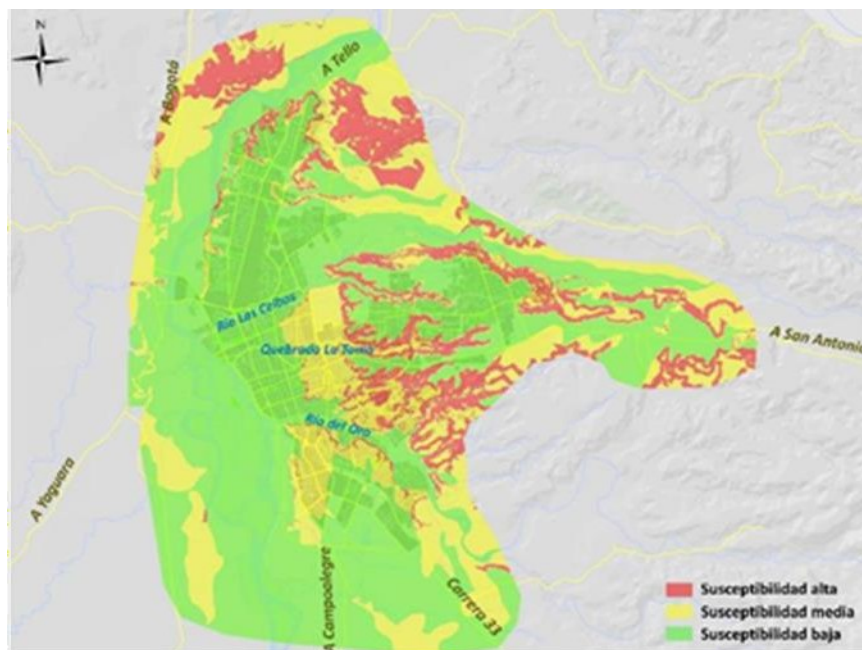 N
A Bogotá
A Tello
Río Las Ceibas
Quebrada La Toma
A San Antonio
Río del Oro
A Yaguara
A Campoalegre
Carrera 33
Susceptibilidad alta
Susceptibilidad media
Susceptibilidad baja